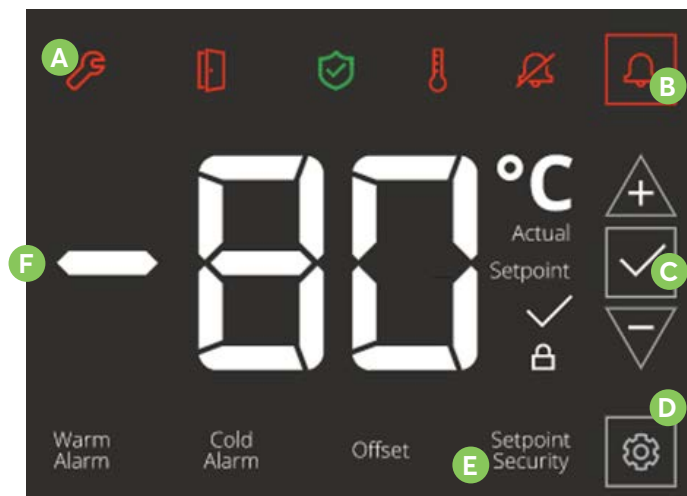 A
B
-80 °C
Actual
Setpoint
F
C
D
Warm
Alarm
Cold
Alarm
Offset
E
Setpoint
Security